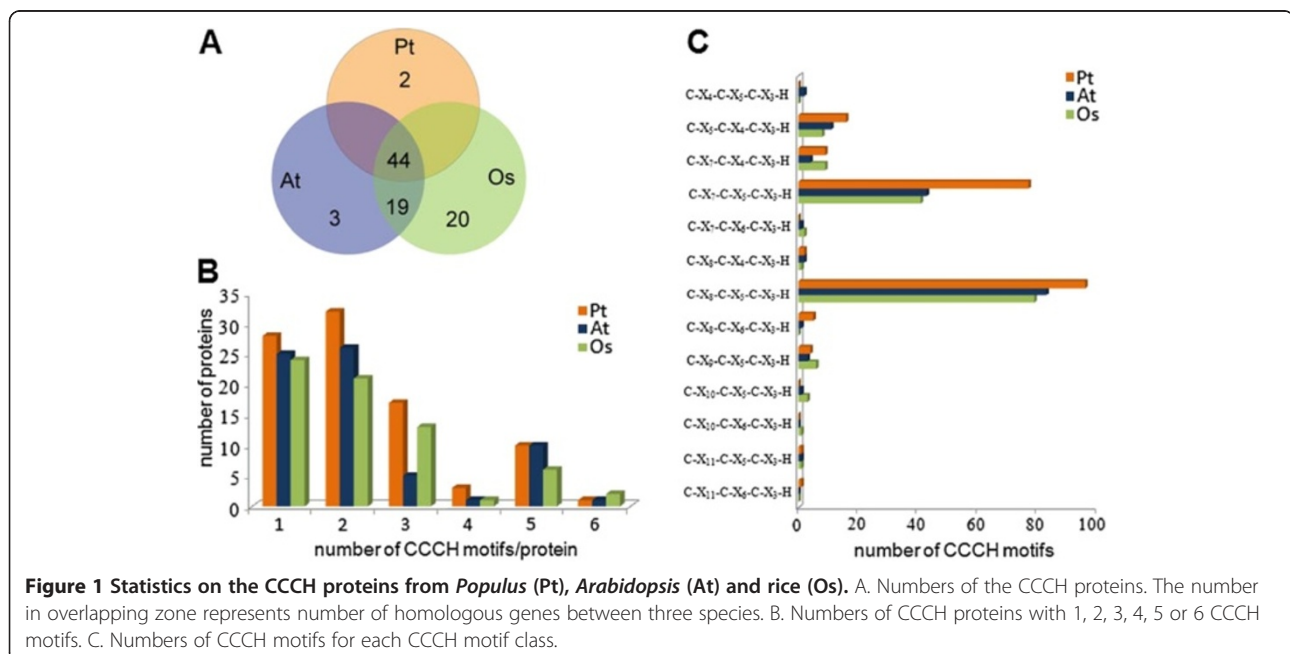 A
Pt
2
At
44
Os
3
19
20
B
35
30
25
20
15
10
5
0
number of proteins
Pt
At
Os
1 2 3 4 5 6
number of CCCH motifs/protein
C
Pt
At
Os
C-X4-C-X5-C-X3-H
C-X5-C-X4-C-X3-H
C-X7-C-X4-C-X3-H
C-X7-C-X5-C-X3-H
C-X7-C-X6-C-X3-H
C-X8-C-X4-C-X3-H
C-X8-C-X5-C-X3-H
C-X8-C-X6-C-X3-H
C-X9-C-X5-C-X3-H
C-X10-C-X5-C-X3-H
C-X10-C-X6-C-X3-H
C-X11-C-X5-C-X3-H
C-X11-C-X6-C-X3-H
0 20 40 60 80 100
number of CCCH motifs
Figure 1 Statistics on the CCCH proteins from Populus (Pt), Arabidopsis (At) and rice (Os). A. Numbers of the CCCH proteins. The number
in overlapping zone represents number of homologous genes between three species. B. Numbers of CCCH proteins with 1, 2, 3, 4, 5 or 6 CCCH
motifs. C. Numbers of CCCH motifs for each CCCH motif class.